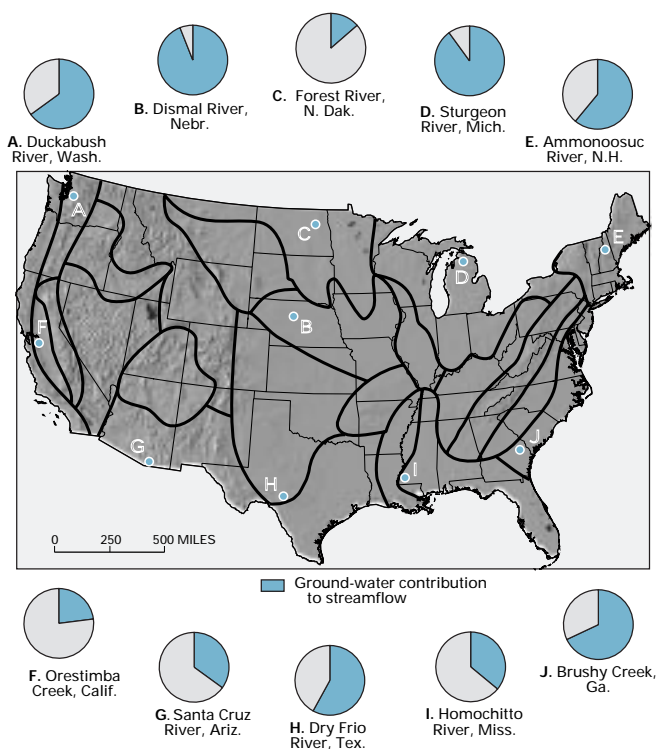 A. Duckabush
River, Wash.
B. Dismal River,
Nebr.
C. Forest River,
N. Dak.
D. Sturgeon
River, Mich.
E. Ammonoosuc
River, N.H.
A
B
C
D
E
F
G
H
I
J
0 250 500 MILES
Ground-water contribution
to streamflow
F. Orestimba
Creek, Calif.
G. Santa Cruz
River, Ariz.
H. Dry Frio
River, Tex.
I. Homochitto
River, Miss.
J. Brushy Creek,
Ga.